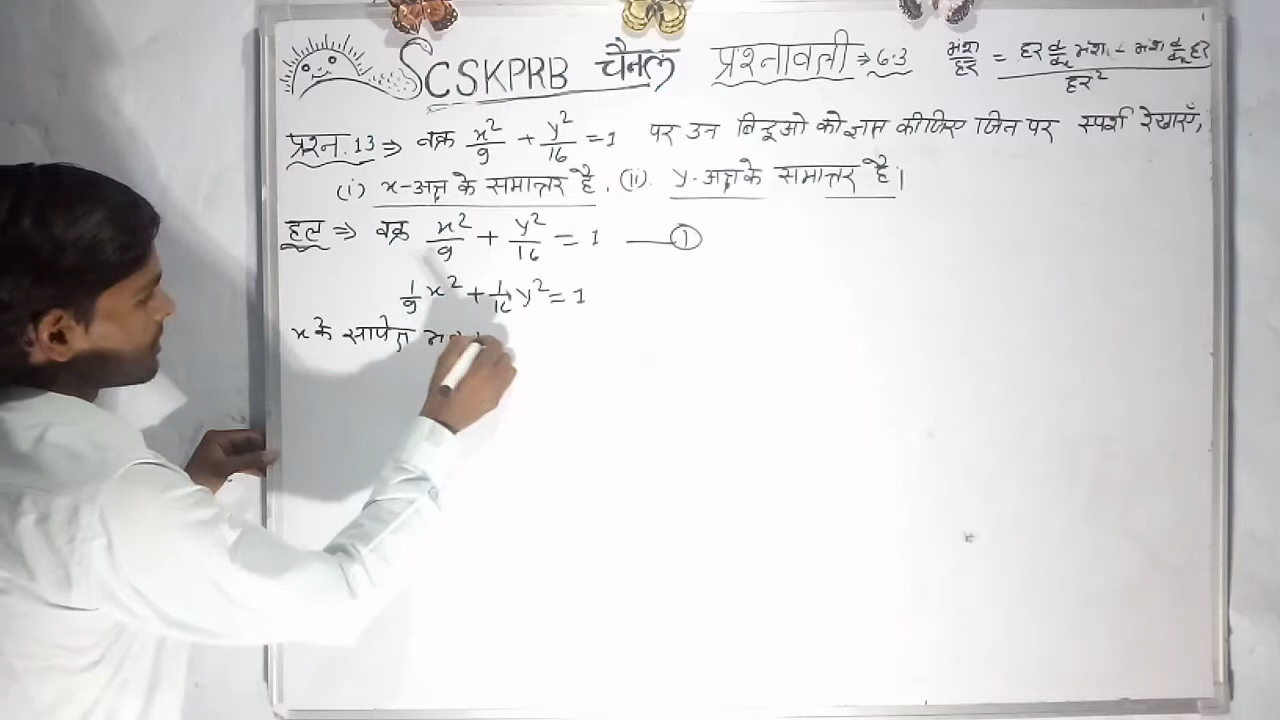 CSKPRB चैनल प्रश्नावली ⇒ 6.3 अंश/हर = (हर d/dx अंश - अंश d/dx हर)/हर²
प्रश्न.13 ⇒ वक्र x²/9 + y²/16 = 1 पर उन बिंदुओ को ज्ञात कीजिए जिन पर स्पर्श रेखाएँ,
(i) x-अक्ष के समान्तर है. (ii). y-अक्ष के समान्तर है।
हल ⇒ वक्र x²/9 + y²/16 = 1 —①
1/9 x² + 1/16 y² = 1
x के सापेक्ष